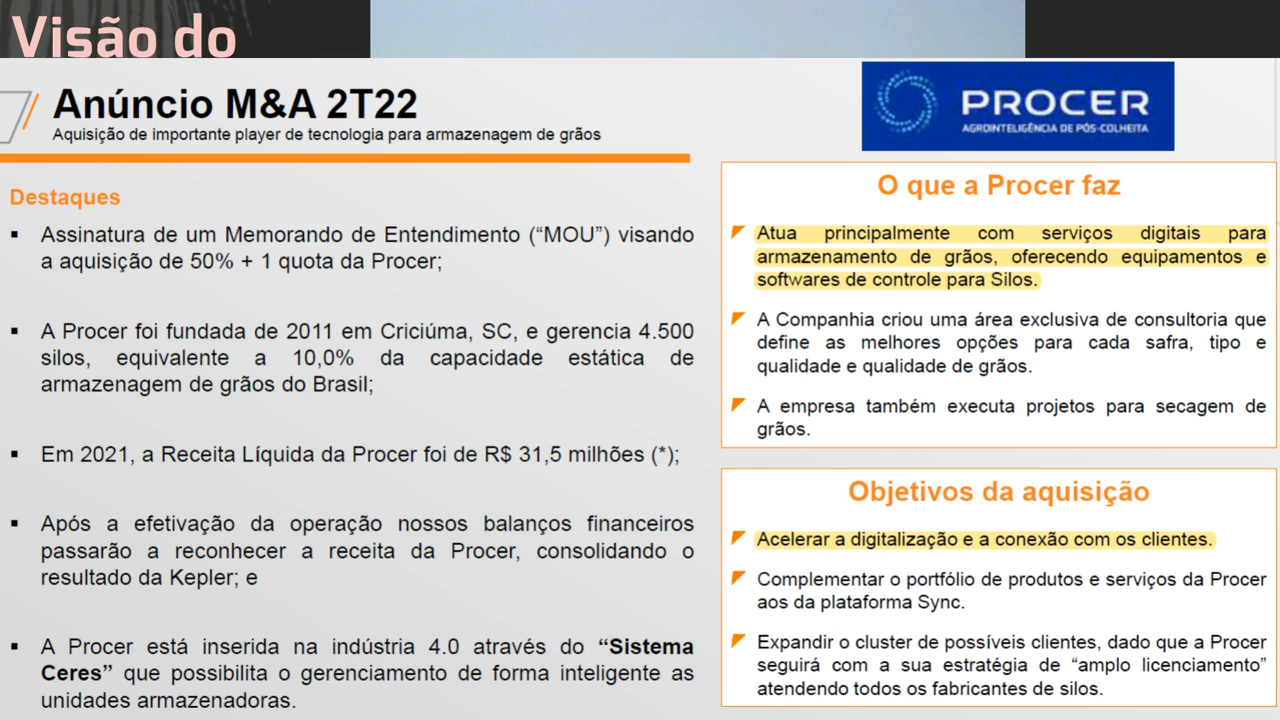 Visão do
Anúncio M&A 2T22
Aquisição de importante player de tecnologia para armazenagem de grãos
PROCER
AGROINTELIGÊNCIA DE PÓS-COLHEITA
Destaques
▪ Assinatura de um Memorando de Entendimento (“MOU”) visando
a aquisição de 50% + 1 quota da Procer;
▪ A Procer foi fundada de 2011 em Criciúma, SC, e gerencia 4.500
silos, equivalente a 10,0% da capacidade estática de
armazenagem de grãos do Brasil;
▪ Em 2021, a Receita Líquida da Procer foi de R$ 31,5 milhões (*);
▪ Após a efetivação da operação nossos balanços financeiros
passarão a reconhecer a receita da Procer, consolidando o
resultado da Kepler; e
▪ A Procer está inserida na indústria 4.0 através do “Sistema
Ceres” que possibilita o gerenciamento de forma inteligente as
unidades armazenadoras.
O que a Procer faz
Atua principalmente com serviços digitais para
armazenamento de grãos, oferecendo equipamentos e
softwares de controle para Silos.
A Companhia criou uma área exclusiva de consultoria que
define as melhores opções para cada safra, tipo e
qualidade e qualidade de grãos.
A empresa também executa projetos para secagem de
grãos.
Objetivos da aquisição
Acelerar a digitalização e a conexão com os clientes.
Complementar o portfólio de produtos e serviços da Procer
aos da plataforma Sync.
Expandir o cluster de possíveis clientes, dado que a Procer
seguirá com a sua estratégia de “amplo licenciamento”
atendendo todos os fabricantes de silos.